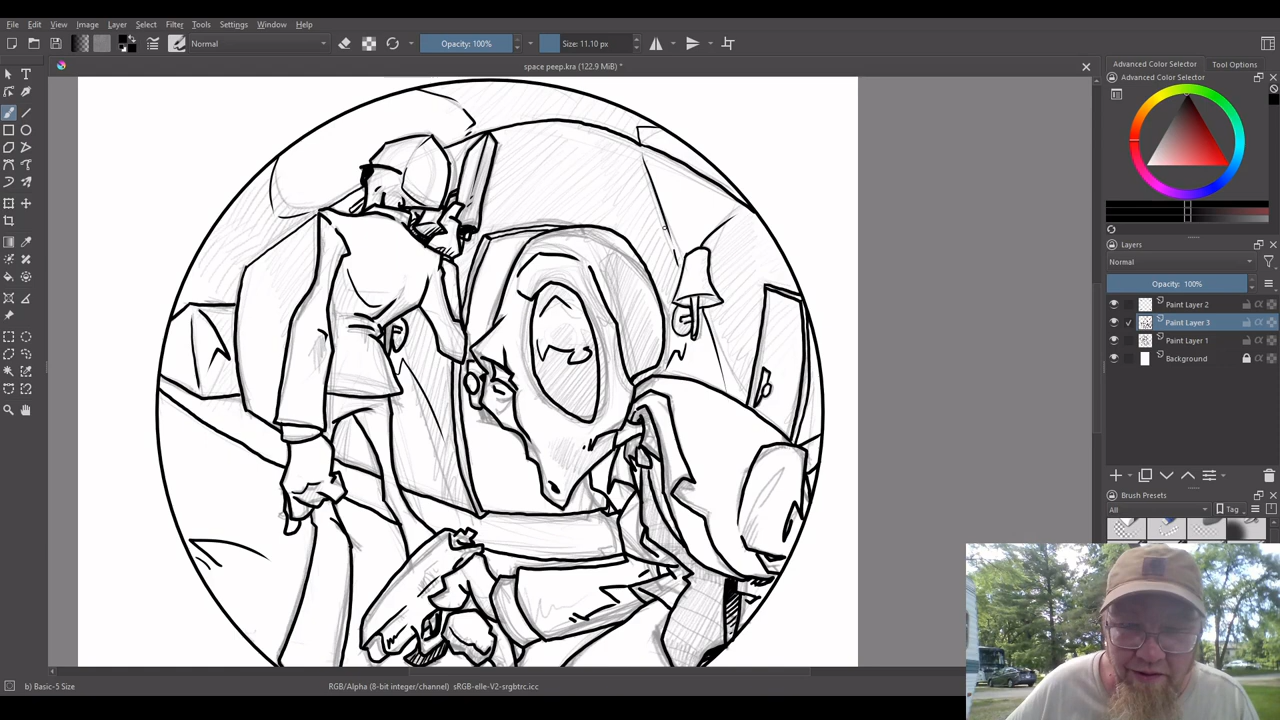 File Edit View Image Layer Select Filter Tools Settings Window Help
Normal Opacity: 100% Size: 11.10 px
space peep.kra (122.9 MiB) *
Advanced Color Selector Tool Options
Advanced Color Selector
Layers
Normal
Opacity: 100%
Paint Layer 2
Paint Layer 3
Paint Layer 1
Background
Brush Presets
All Tag
b) Basic-5 Size RGB/Alpha (8-bit integer/channel) sRGB-elle-V2-srgbtrc.icc